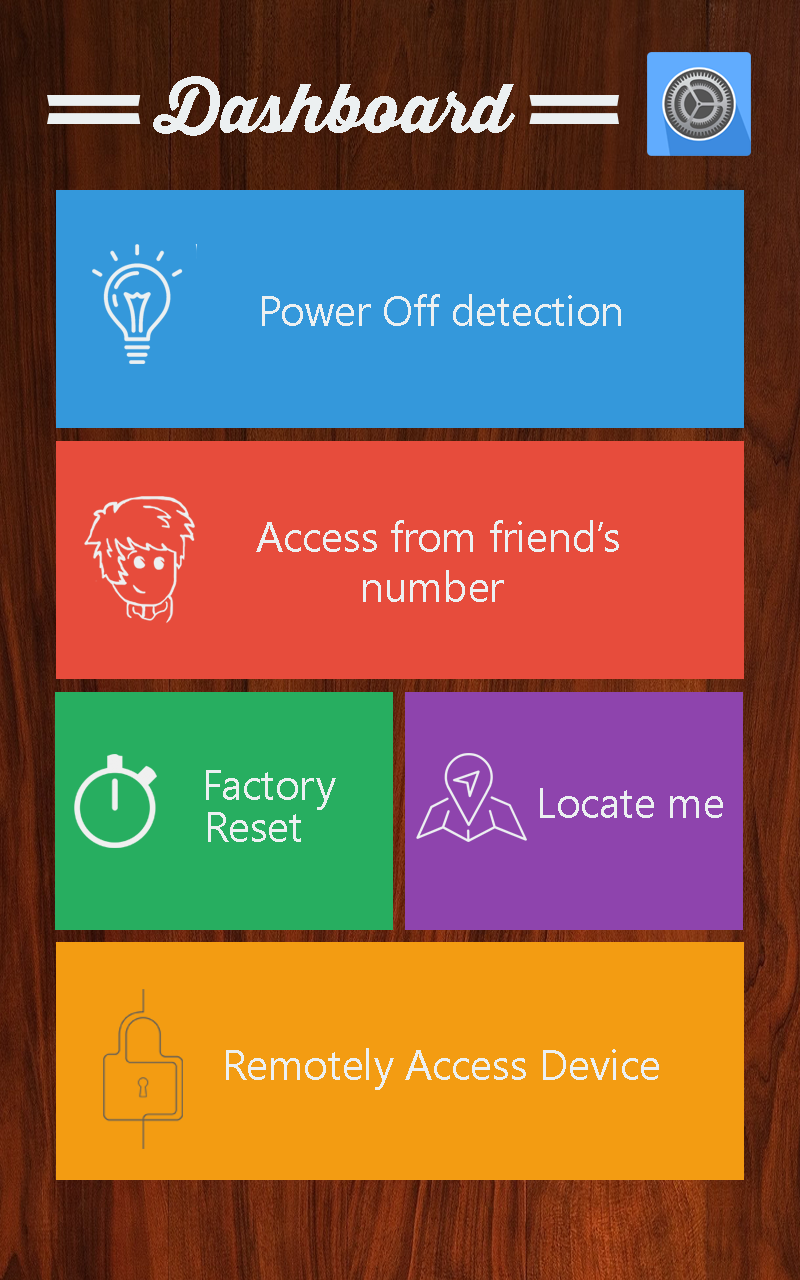 Dashboard
Power Off detection
Access from friend’s
number
Factory
Reset
Locate me
Remotely Access Device